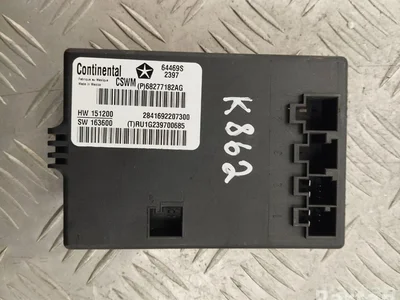 Continental
64469S
Fabriqué au Mexique
2397
Made in Mexico
CSWM (P)68277182AG
HW 151200
2841692207300
SW 163600
(T)RU1G239700685
K862